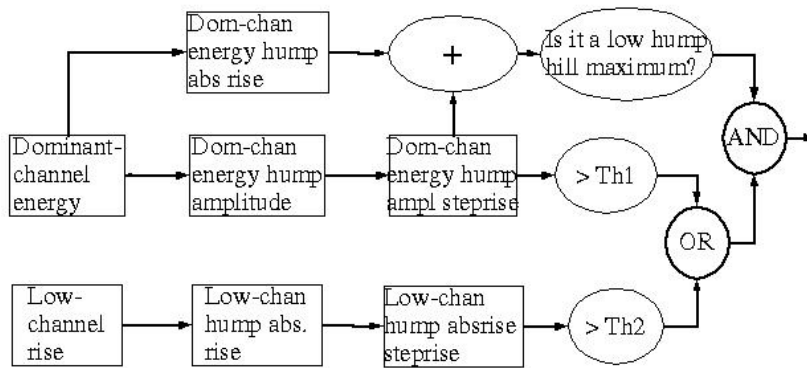 Dom-chan
energy hump
abs rise
+
Is it a low hump
hill maximum?
AND
Dominant-
channel
energy
Dom-chan
energy hump
amplitude
Dom-chan
energy hump
ampl steprise
> Th1
OR
Low-
channel
rise
Low-chan
hump abs.
rise
Low-chan
hump absrise
steprise
> Th2